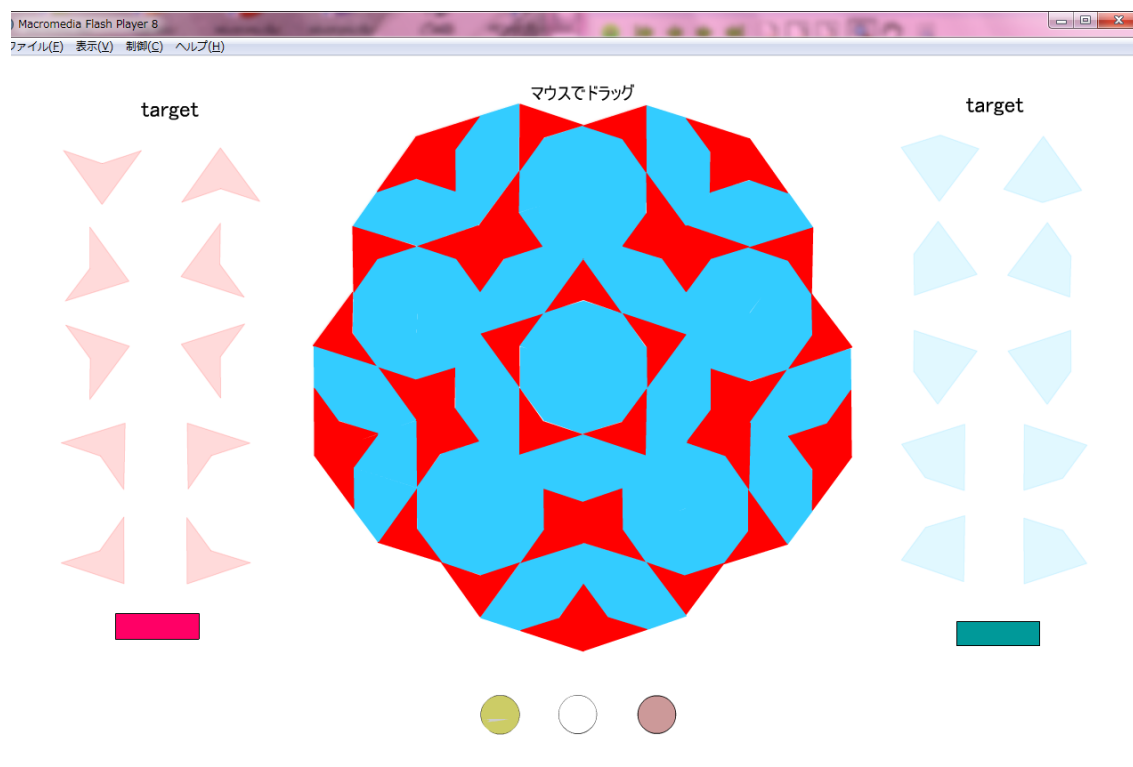 ) Macromedia Flash Player 8
ファイル(F) 表示(V) 制御(C) ヘルプ(H)
マウスでドラッグ
target
target